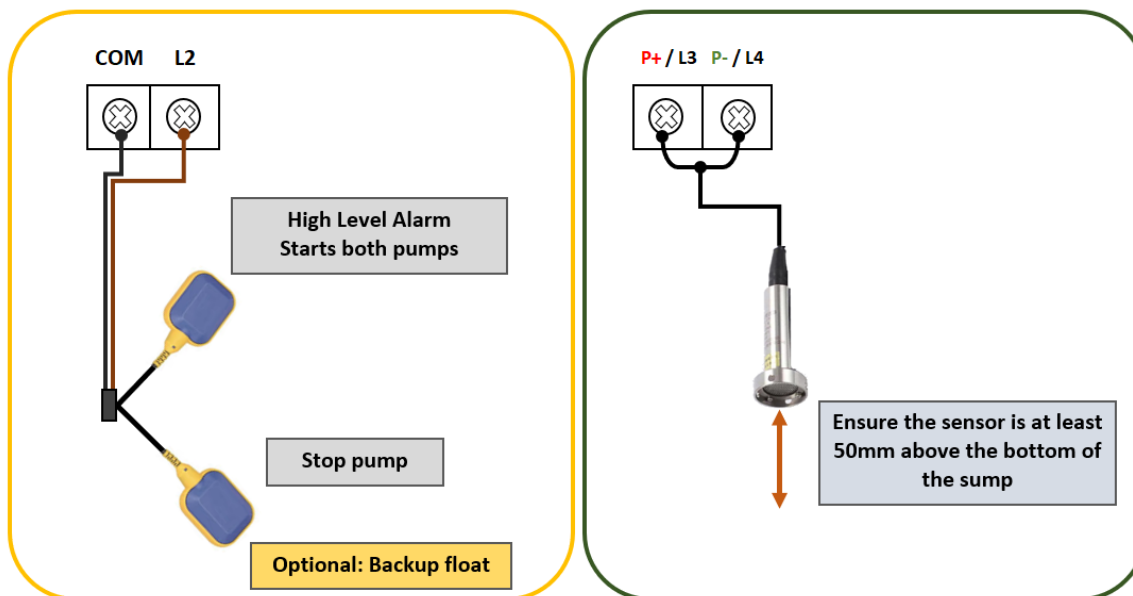 COM L2
High Level Alarm
Starts both pumps
Stop pump
Optional: Backup float
P+ / L3 P- / L4
Ensure the sensor is at least
50mm above the bottom of
the sump